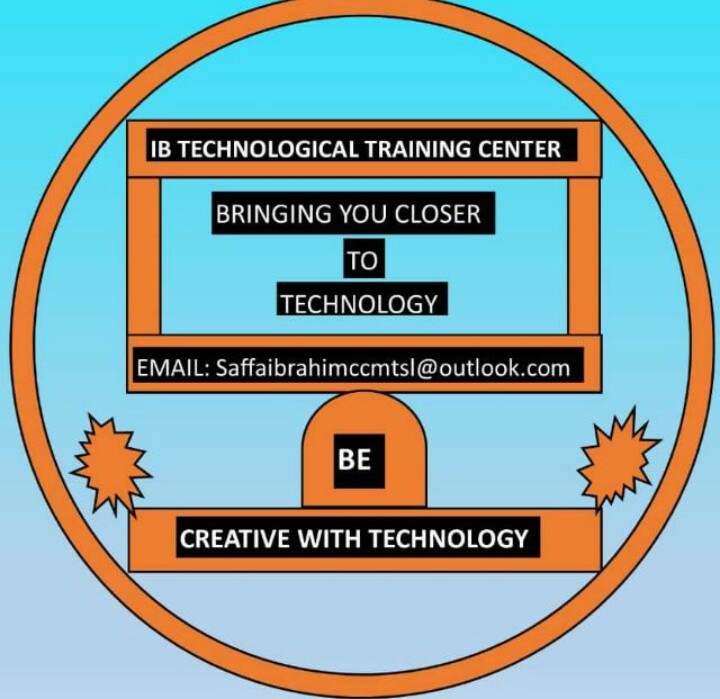 IB TECHNOLOGICAL TRAINING CENTER
BRINGING YOU CLOSER
TO
TECHNOLOGY
EMAIL: Saffaibrahimccmtsl@outlook.com
BE
CREATIVE WITH TECHNOLOGY